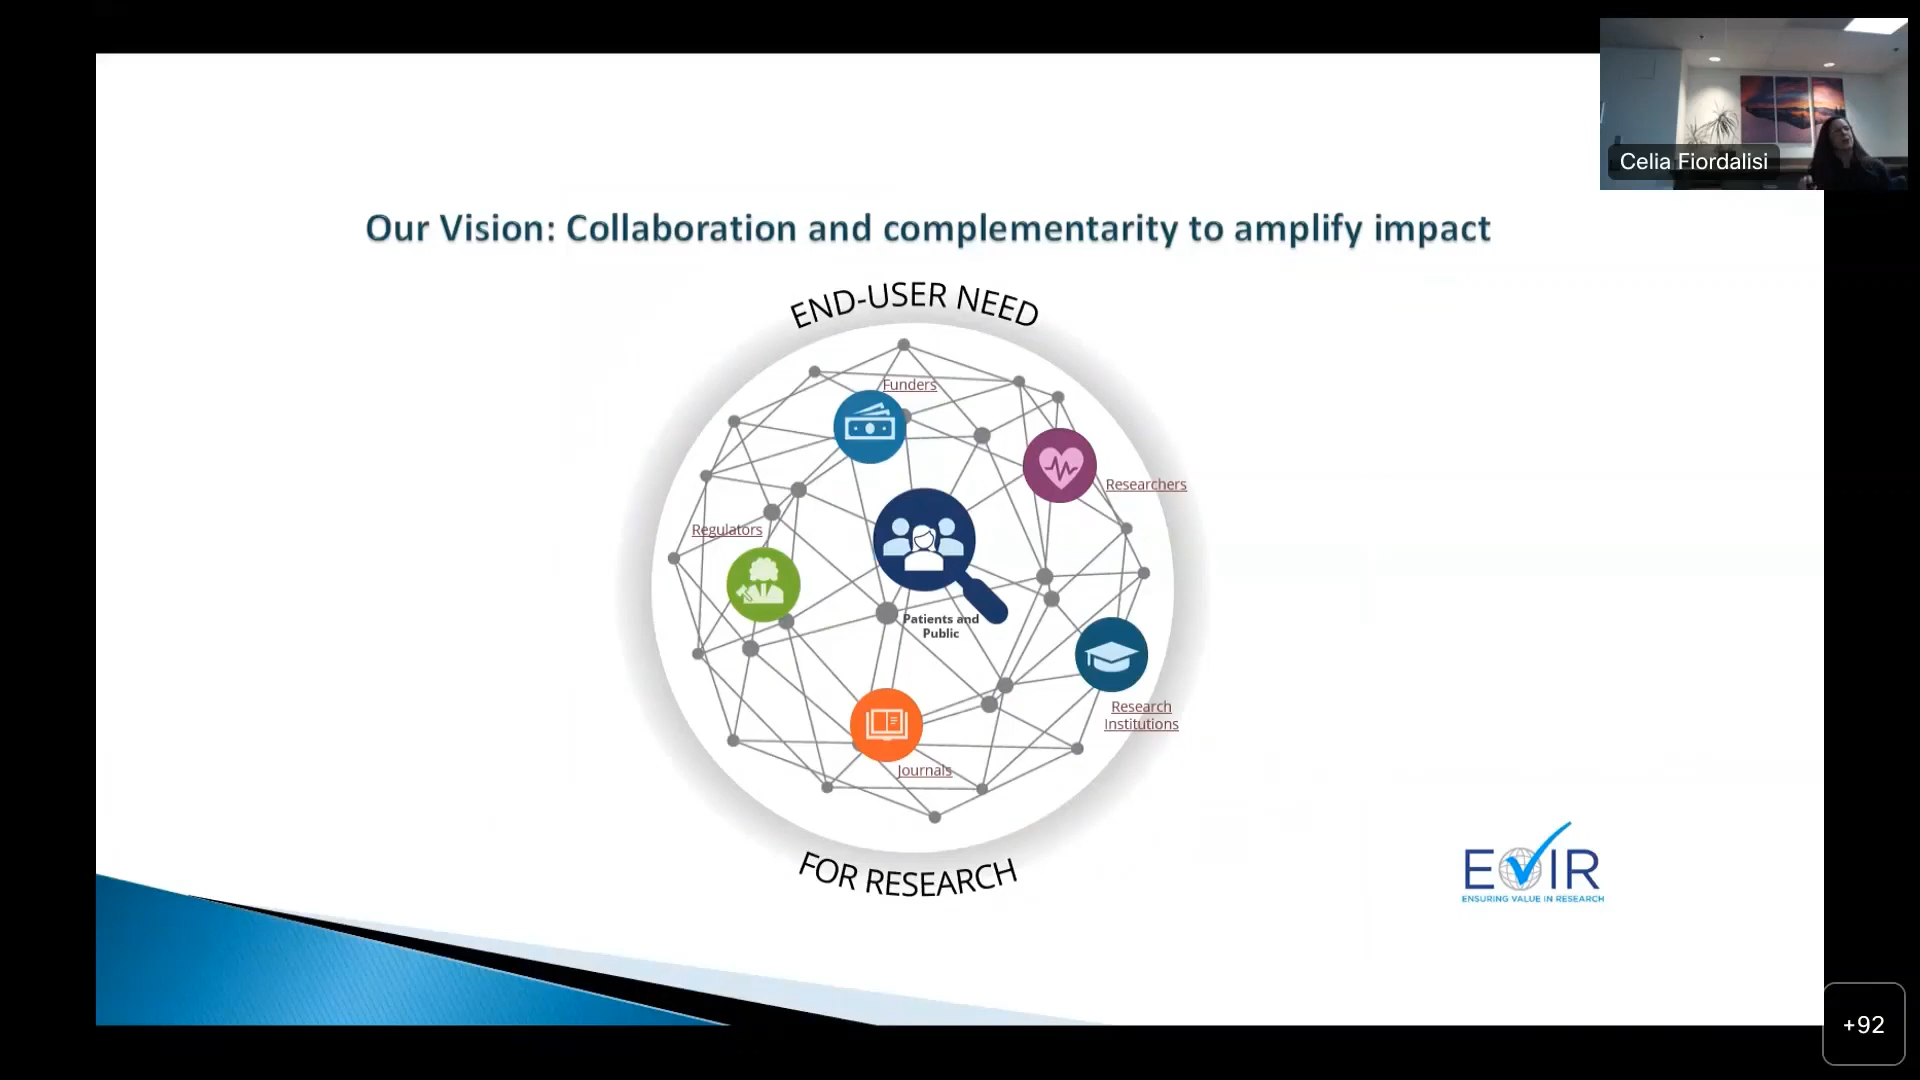 Celia Fiordalisi
Our Vision: Collaboration and complementarity to amplify impact
END-USER NEED
Funders
Researchers
Regulators
Patients and
Public
Research
Institutions
Journals
FOR RESEARCH
EVIR
ENSURING VALUE IN RESEARCH
+92